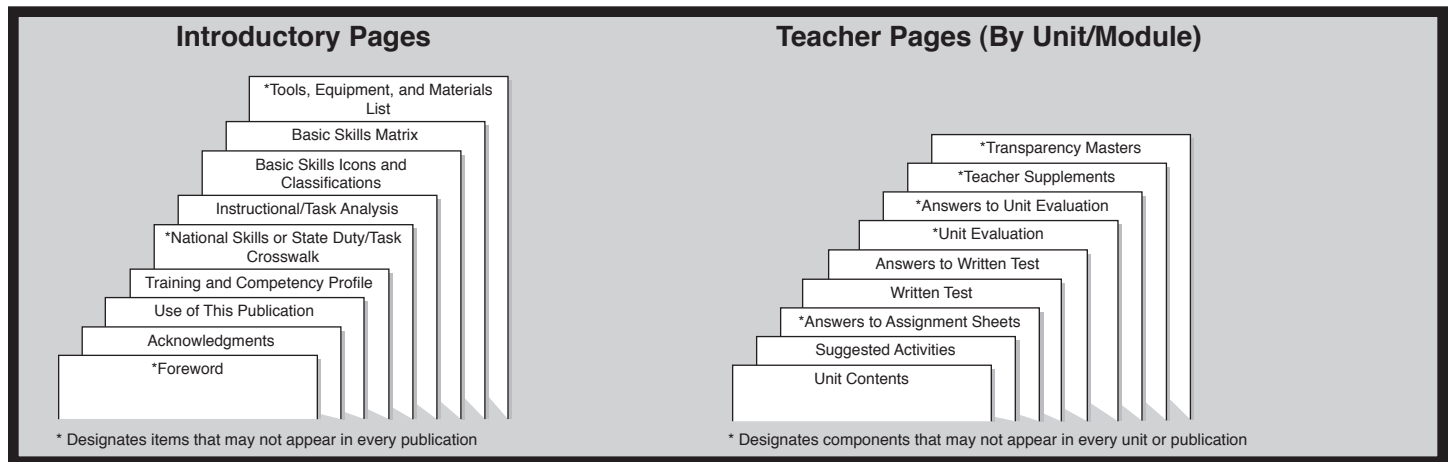 Introductory Pages
*Tools, Equipment, and Materials
List
Basic Skills Matrix
Basic Skills Icons and
Classifications
Instructional/Task Analysis
*National Skills or State Duty/Task
Crosswalk
Training and Competency Profile
Use of This Publication
Acknowledgments
*Foreword
* Designates items that may not appear in every publication
Teacher Pages (By Unit/Module)
*Transparency Masters
*Teacher Supplements
*Answers to Unit Evaluation
*Unit Evaluation
Answers to Written Test
Written Test
*Answers to Assignment Sheets
Suggested Activities
Unit Contents
* Designates components that may not appear in every unit or publication